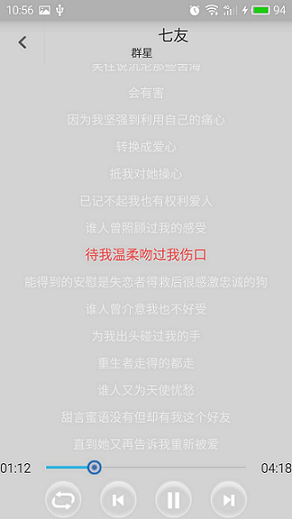 10:56
94
七友
群星
会有害
因为我坚强到利用自己的痛心
转换成爱心
抵我对她操心
已记不起我也有权利爱人
谁人曾照顾过我的感受
待我温柔吻过我伤口
能得到的安慰是失恋者得救后很感激忠诚的狗
谁人曾介意我也不好受
为我出头碰过我的手
重生者走得的都走
谁人又为天使忧愁
甜言蜜语没有但却有我这个好友
直到她又再告诉我重新被爱
01:12
04:18